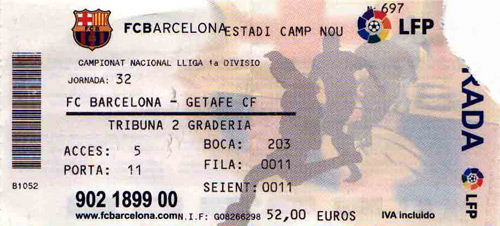 Nº 697
FCBARCELONA ESTADI CAMP NOU LFP
CAMPIONAT NACIONAL LLIGA 1a DIVISIO
JORNADA: 32
FC BARCELONA - GETAFE CF
TRIBUNA 2 GRADERIA
ACCES: 5 BOCA: 203
PORTA: 11 FILA: 0011
SEIENT: 0011
902 1899 00
www.fcbarcelona.com N.I.F: G08266298 52,00 EUROS IVA incluido
B1052
RADA
LFP